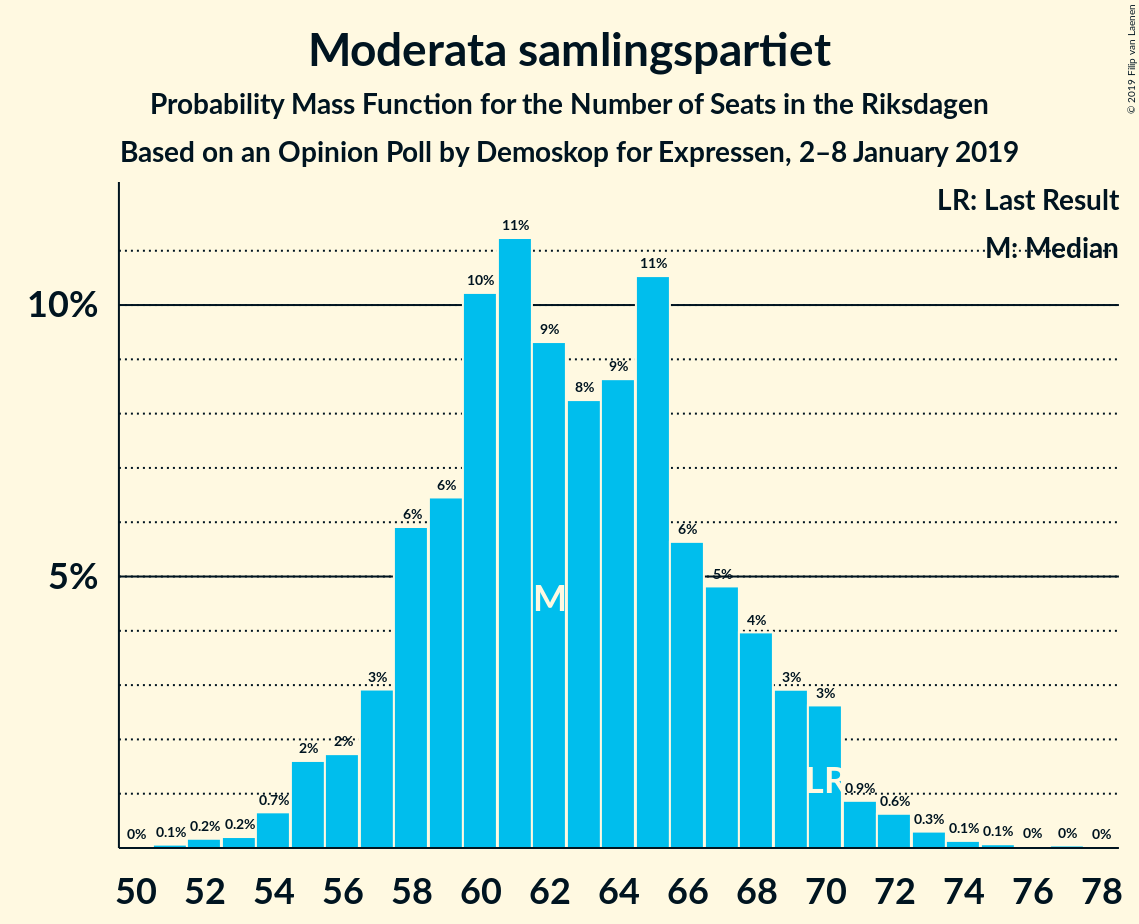 Moderata samlingspartiet
Probability Mass Function for the Number of Seats in the Riksdagen
Based on an Opinion Poll by Demoskop for Expressen, 2–8 January 2019
© 2019 Filip van Laenen
LR: Last Result
M: Median
10%
5%
0% 0.1% 0.2% 0.2% 0.7% 2% 2% 3% 6% 6% 10% 11% 9% 8% 9% 11% 6% 5% 4% 3% 3% 0.9% 0.6% 0.3% 0.1% 0.1% 0% 0% 0%
M
LR
50 52 54 56 58 60 62 64 66 68 70 72 74 76 78